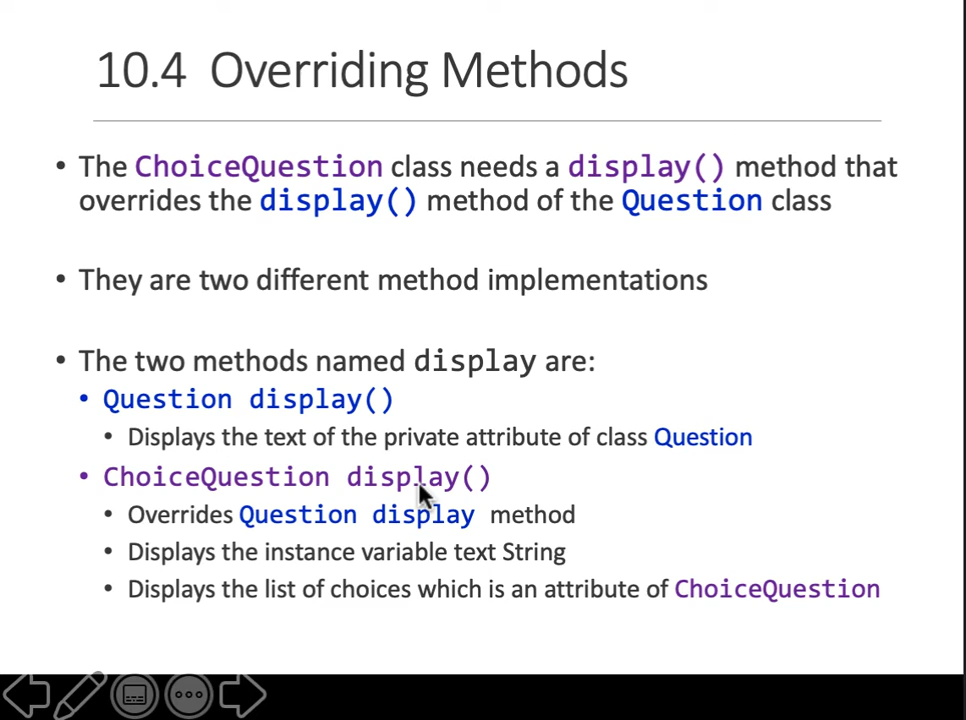 10.4 Overriding Methods
• The ChoiceQuestion class needs a display() method that
overrides the display() method of the Question class
• They are two different method implementations
• The two methods named display are:
• Question display()
• Displays the text of the private attribute of class Question
• ChoiceQuestion display()
• Overrides Question display method
• Displays the instance variable text String
• Displays the list of choices which is an attribute of ChoiceQuestion